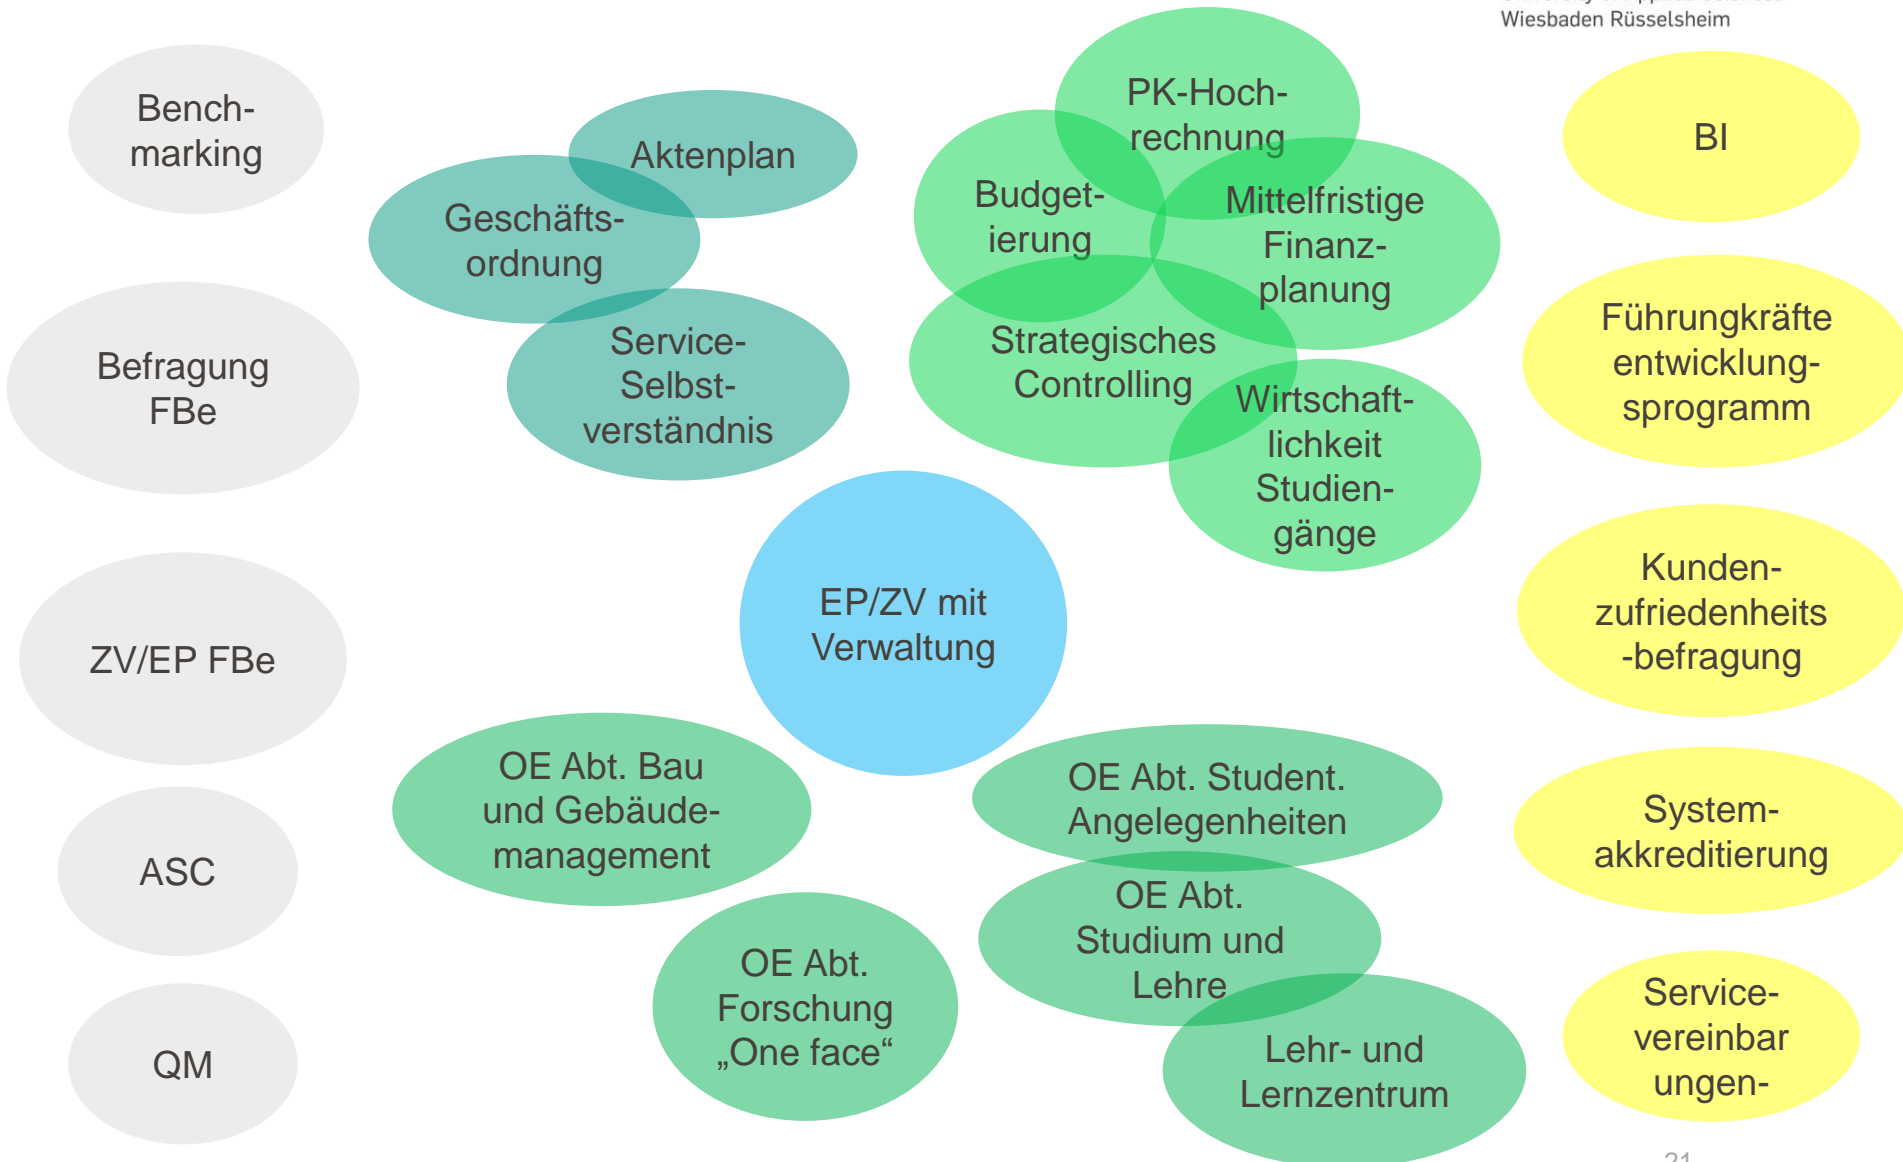 Wiesbaden Rüsselsheim
Bench-
marking
Befragung
FBe
ZV/EP FBe
ASC
QM
Aktenplan
Geschäfts-
ordnung
Service-
Selbst-
verständnis
PK-Hoch-
rechnung
Budget-
ierung
Mittelfristige
Finanz-
planung
Strategisches
Controlling
Wirtschaft-
lichkeit
Studien-
gänge
EP/ZV mit
Verwaltung
OE Abt. Bau
und Gebäude-
management
OE Abt.
Forschung
„One face“
OE Abt. Student.
Angelegenheiten
OE Abt.
Studium und
Lehre
Lehr- und
Lernzentrum
BI
Führungkräfte
entwicklung-
sprogramm
Kunden-
zufriedenheits
-befragung
System-
akkreditierung
Service-
vereinbar
ungen-
21